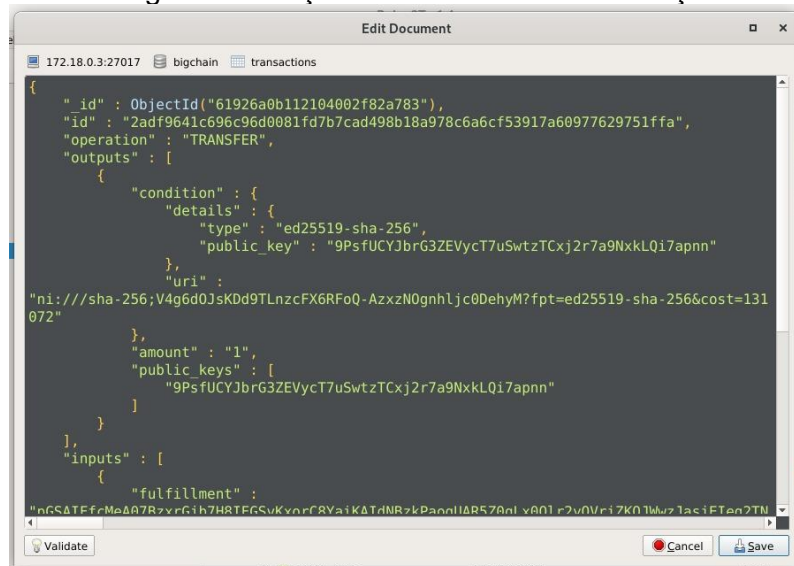 Edit Document
172.18.0.3:27017 bigchain transactions
{
"_id" : ObjectId("61926a0b112104002f82a783"),
"id" : "2adf9641c696c96d0081fd7b7cad498b18a978c6a6cf53917a60977629751ffa",
"operation" : "TRANSFER",
"outputs" : [
{
"condition" : {
"details" : {
"type" : "ed25519-sha-256",
"public_key" : "9PsfUCYJbrG3ZEVycT7uSwtzTCxj2r7a9NxkLQi7apnn"
},
"uri" :
"ni:///sha-256;V4g6dOJsKDd9TLnzcFX6RFoQ-AzxzNOgnhljc0DehyM?fpt=ed25519-sha-256&cost=131
072"
},
"amount" : "1",
"public_keys" : [
"9PsfUCYJbrG3ZEVycT7uSwtzTCxj2r7a9NxkLQi7apnn"
]
}
],
"inputs" : [
{
"fulfillment" :
Validate Cancel Save